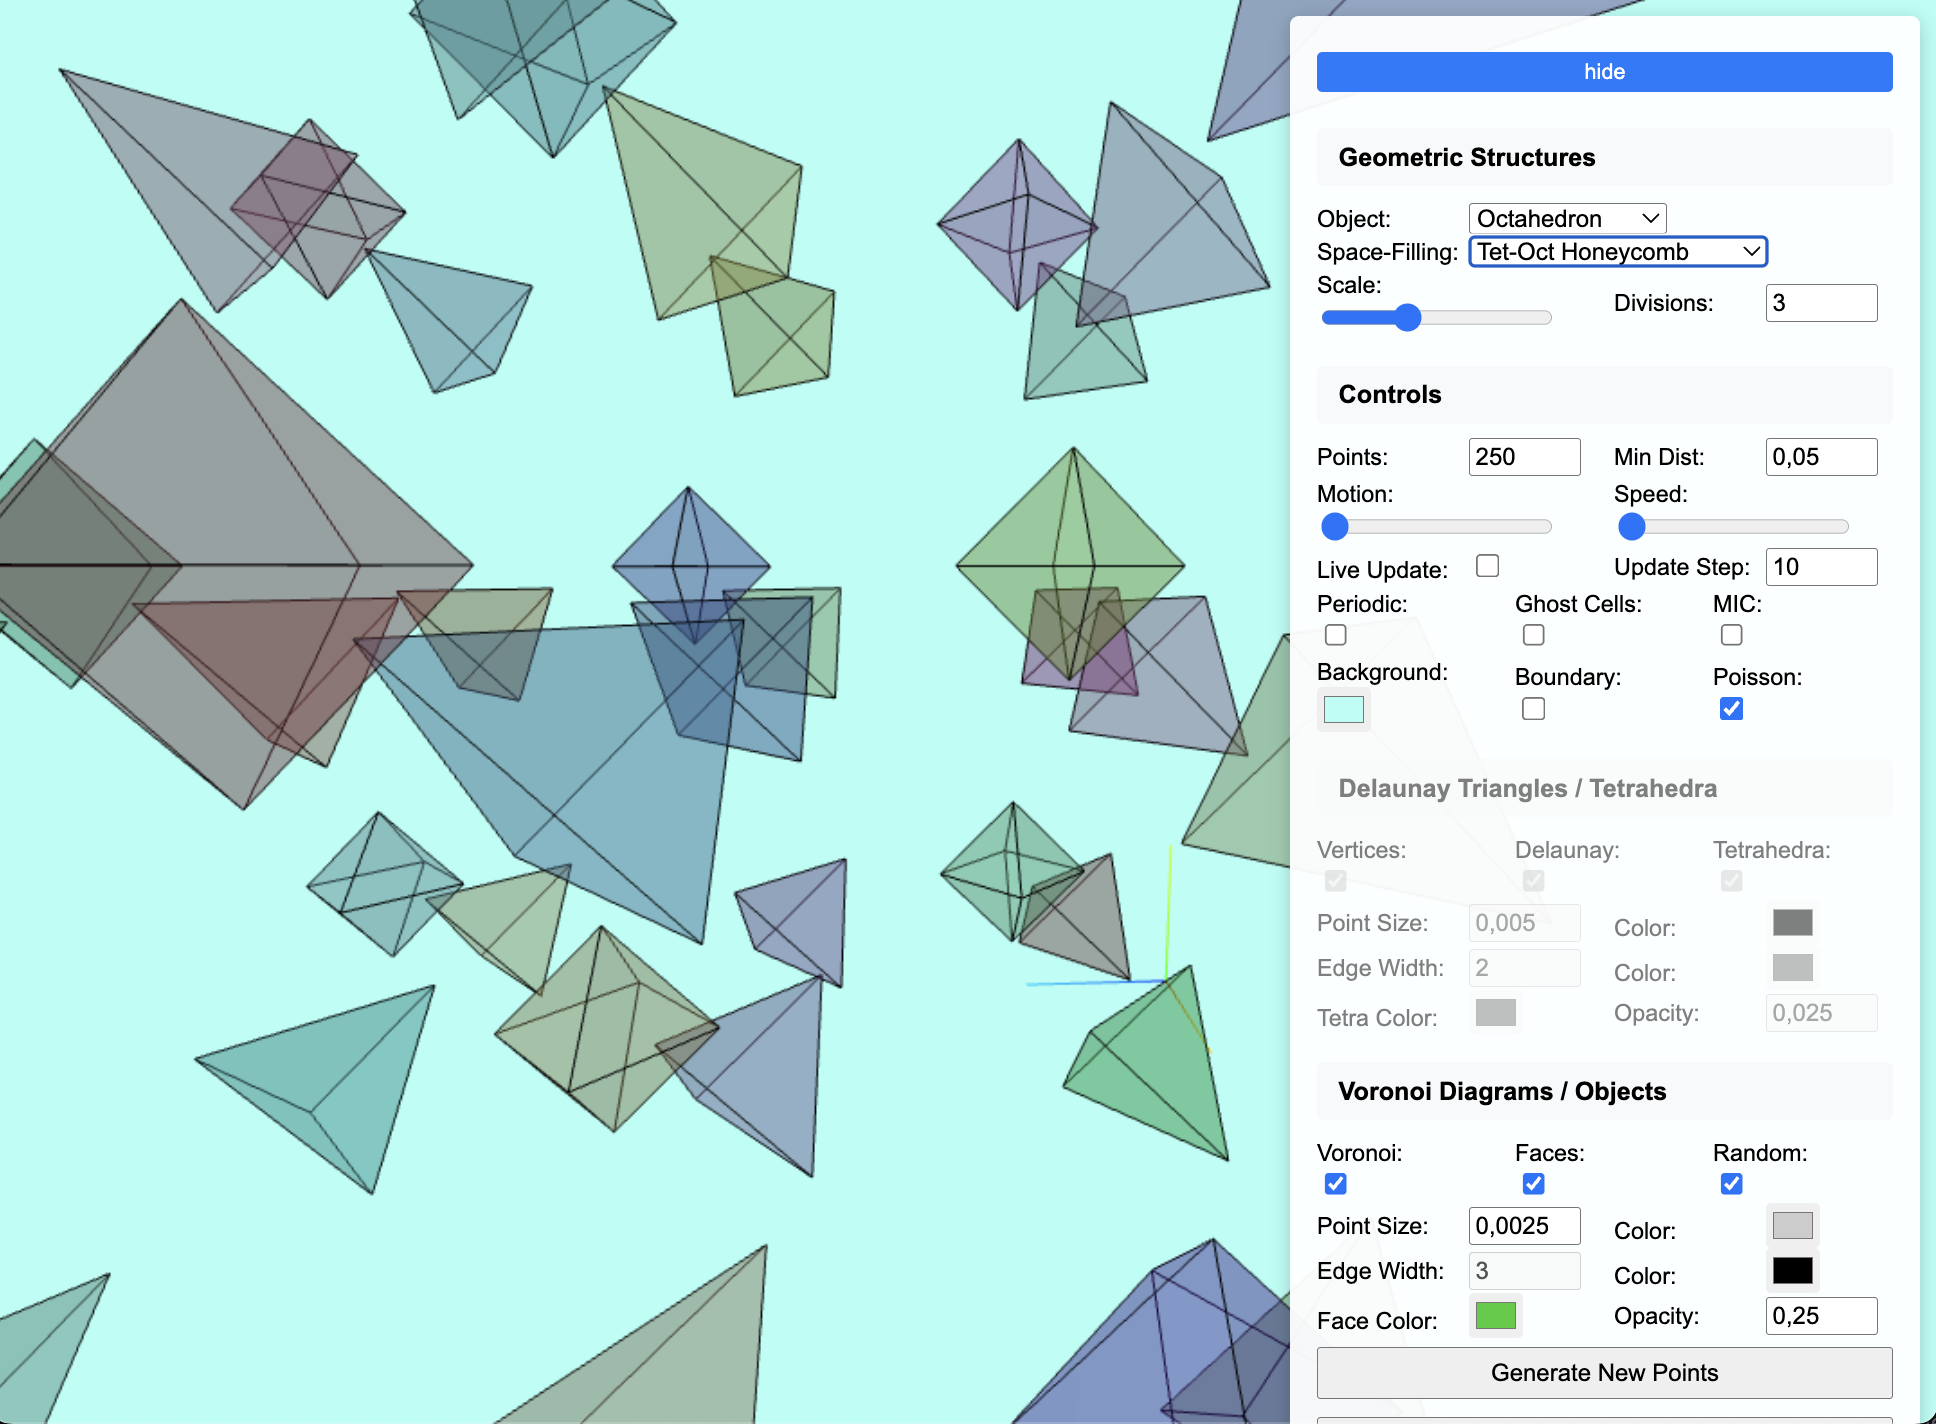 hide
Geometric Structures
Object: Octahedron
Space-Filling: Tet-Oct Honeycomb
Scale:
Divisions: 3
Controls
Points: 250 Min Dist: 0,05
Motion: Speed:
Live Update: Update Step: 10
Periodic: Ghost Cells: MIC:
Background: Boundary: Poisson:
Delaunay Triangles / Tetrahedra
Vertices: Delaunay: Tetrahedra:
Point Size: 0,005 Color:
Edge Width: 2 Color:
Tetra Color: Opacity: 0,025
Voronoi Diagrams / Objects
Voronoi: Faces: Random:
Point Size: 0,0025 Color:
Edge Width: 3 Color:
Face Color: Opacity: 0,25
Generate New Points